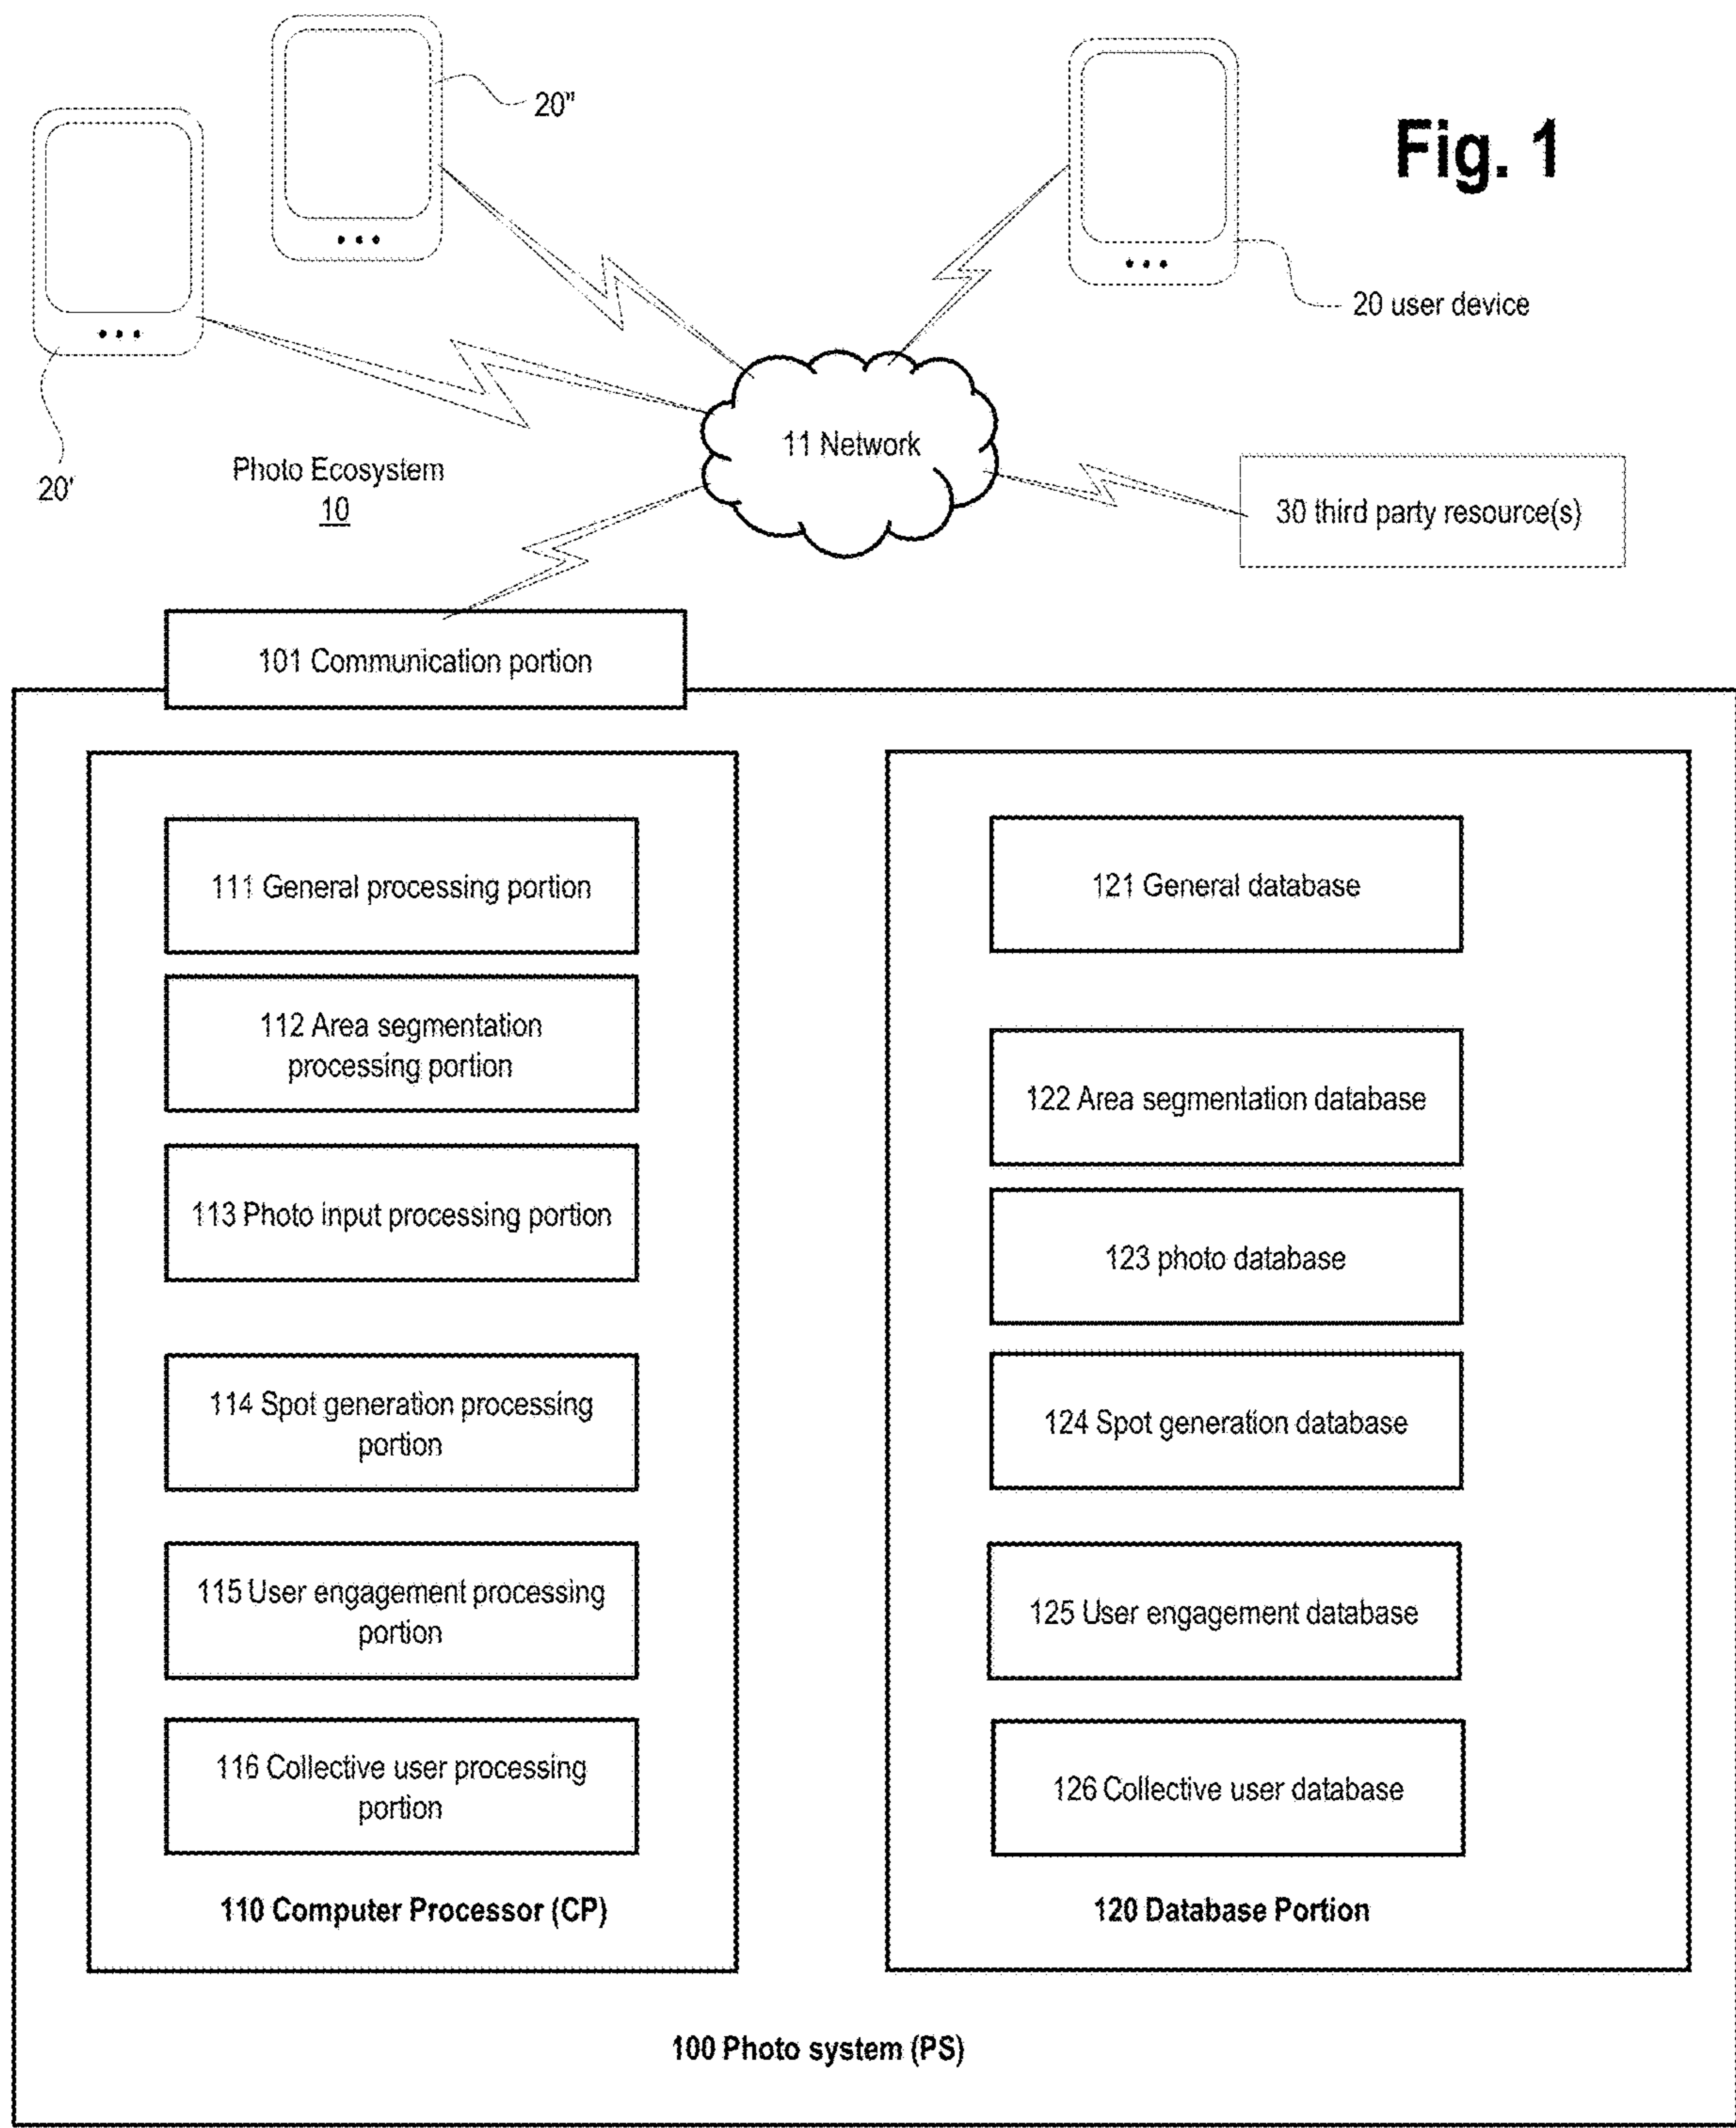 20"
Fig. 1
20 user device
11 Network
20'
Photo Ecosystem
10
30 third party resource(s)
101 Communication portion
111 General processing portion
112 Area segmentation
processing portion
113 Photo input processing portion
114 Spot generation processing
portion
115 User engagement processing
portion
116 Collective user processing
portion
110 Computer Processor (CP)
121 General database
122 Area segmentation database
123 photo database
124 Spot generation database
125 User engagement database
126 Collective user database
120 Database Portion
100 Photo system (PS)